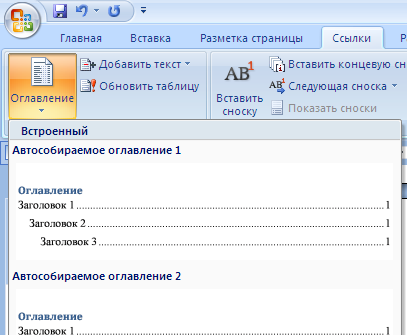 Главная Вставка Разметка страницы Ссылки
Оглавление
Добавить текст
Обновить таблицу
AB1
Вставить сноску
Вставить концевую сн
AB1 Следующая сноска
Показать сноски
Встроенный
Автособираемое оглавление 1
Оглавление
Заголовок 1 1
Заголовок 2 1
Заголовок 3 1
Автособираемое оглавление 2
Оглавление
Заголовок 1 1